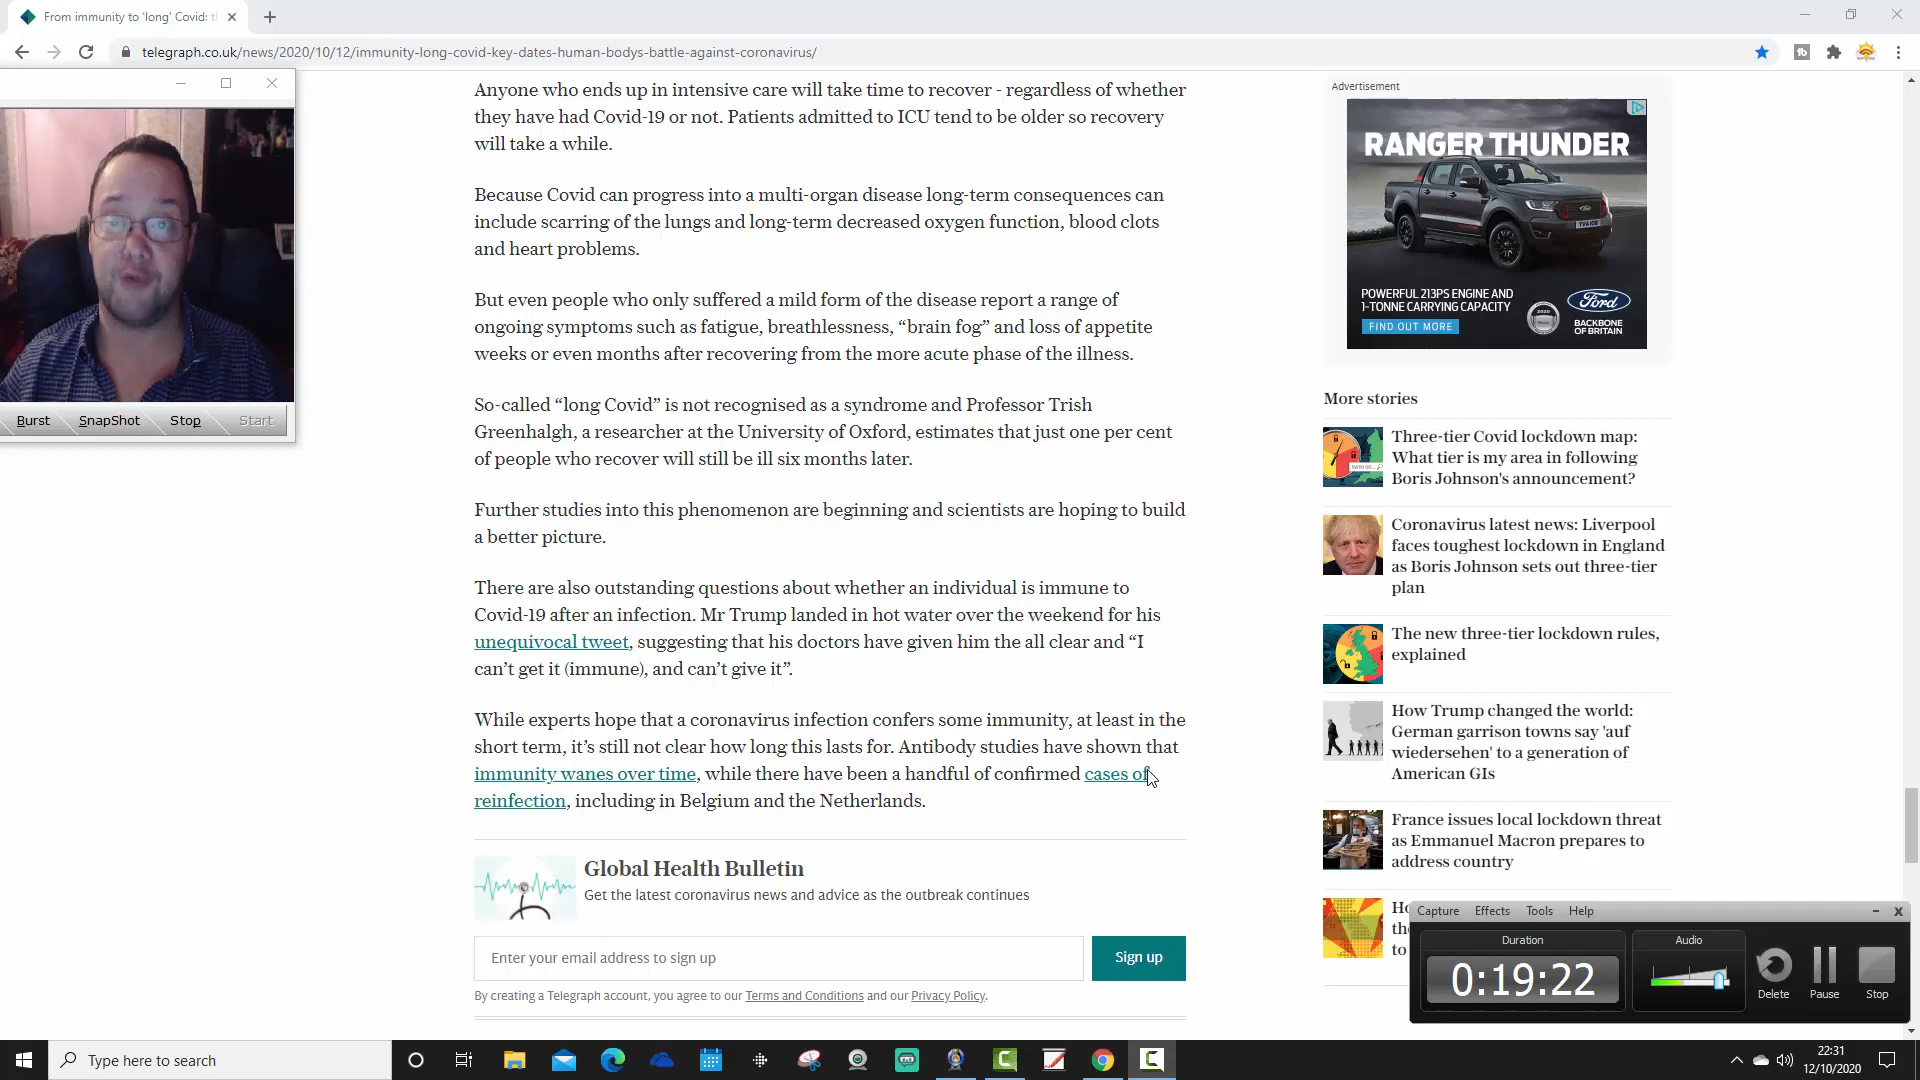 From immunity to 'long' Covid: t
telegraph.co.uk/news/2020/10/12/immunity-long-covid-key-dates-human-bodys-battle-against-coronavirus/
Burst
SnapShot
Stop
Start
Anyone who ends up in intensive care will take time to recover - regardless of whether
they have had Covid-19 or not. Patients admitted to ICU tend to be older so recovery
will take a while.
Because Covid can progress into a multi-organ disease long-term consequences can
include scarring of the lungs and long-term decreased oxygen function, blood clots
and heart problems.
But even people who only suffered a mild form of the disease report a range of
ongoing symptoms such as fatigue, breathlessness, “brain fog” and loss of appetite
weeks or even months after recovering from the more acute phase of the illness.
So-called “long Covid” is not recognised as a syndrome and Professor Trish
Greenhalgh, a researcher at the University of Oxford, estimates that just one per cent
of people who recover will still be ill six months later.
Further studies into this phenomenon are beginning and scientists are hoping to build
a better picture.
There are also outstanding questions about whether an individual is immune to
Covid-19 after an infection. Mr Trump landed in hot water over the weekend for his
unequivocal tweet, suggesting that his doctors have given him the all clear and “I
can’t get it (immune), and can’t give it”.
While experts hope that a coronavirus infection confers some immunity, at least in the
short term, it’s still not clear how long this lasts for. Antibody studies have shown that
immunity wanes over time, while there have been a handful of confirmed cases of
reinfection, including in Belgium and the Netherlands.
Global Health Bulletin
Get the latest coronavirus news and advice as the outbreak continues
Enter your email address to sign up
Sign up
By creating a Telegraph account, you agree to our Terms and Conditions and our Privacy Policy.
Advertisement
RANGER THUNDER
POWERFUL 213PS ENGINE AND
1-TONNE CARRYING CAPACITY
FIND OUT MORE
Ford
BACKBONE
OF BRITAIN
More stories
Three-tier Covid lockdown map:
What tier is my area in following
Boris Johnson's announcement?
Coronavirus latest news: Liverpool
faces toughest lockdown in England
as Boris Johnson sets out three-tier
plan
The new three-tier lockdown rules,
explained
How Trump changed the world:
German garrison towns say 'auf
wiedersehen' to a generation of
American GIs
France issues local lockdown threat
as Emmanuel Macron prepares to
address country
Ho
the
to
Capture Effects Tools Help
Duration
0:19:22
Audio
Delete
Pause
Stop
Type here to search
22:31
12/10/2020